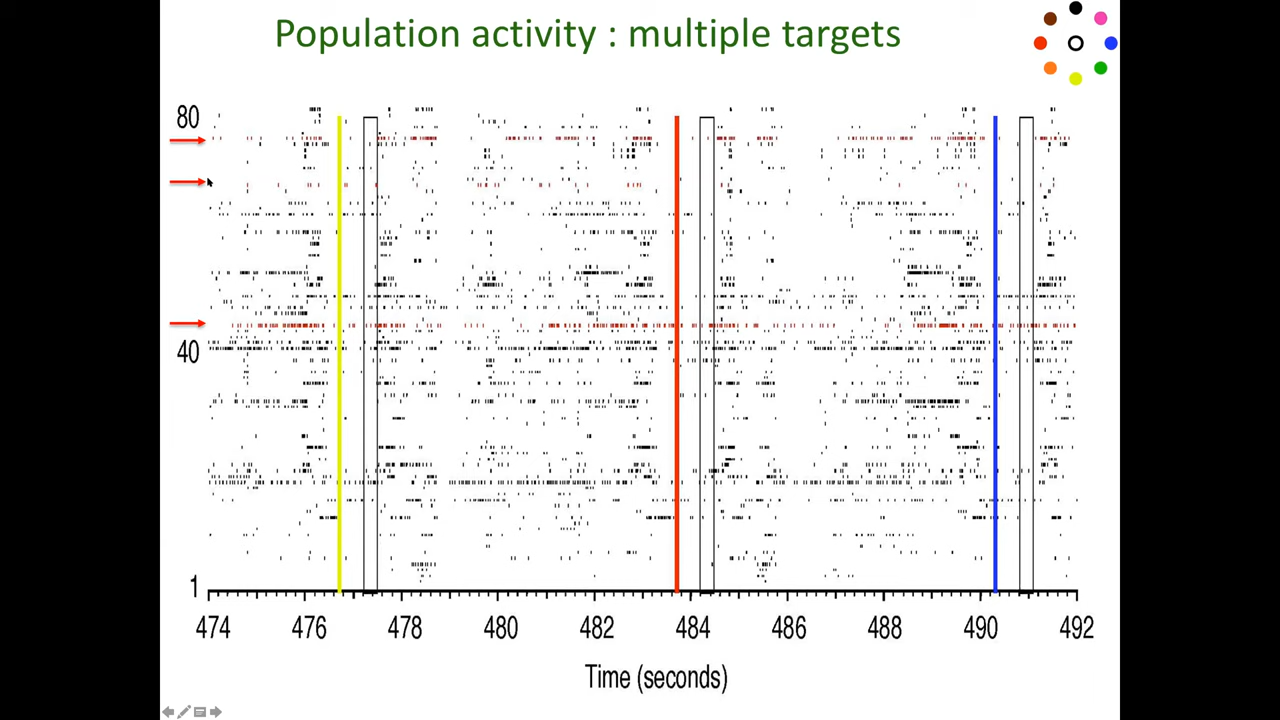 Population activity : multiple targets
80
40
1
474 476 478 480 482 484 486 488 490 492
Time (seconds)